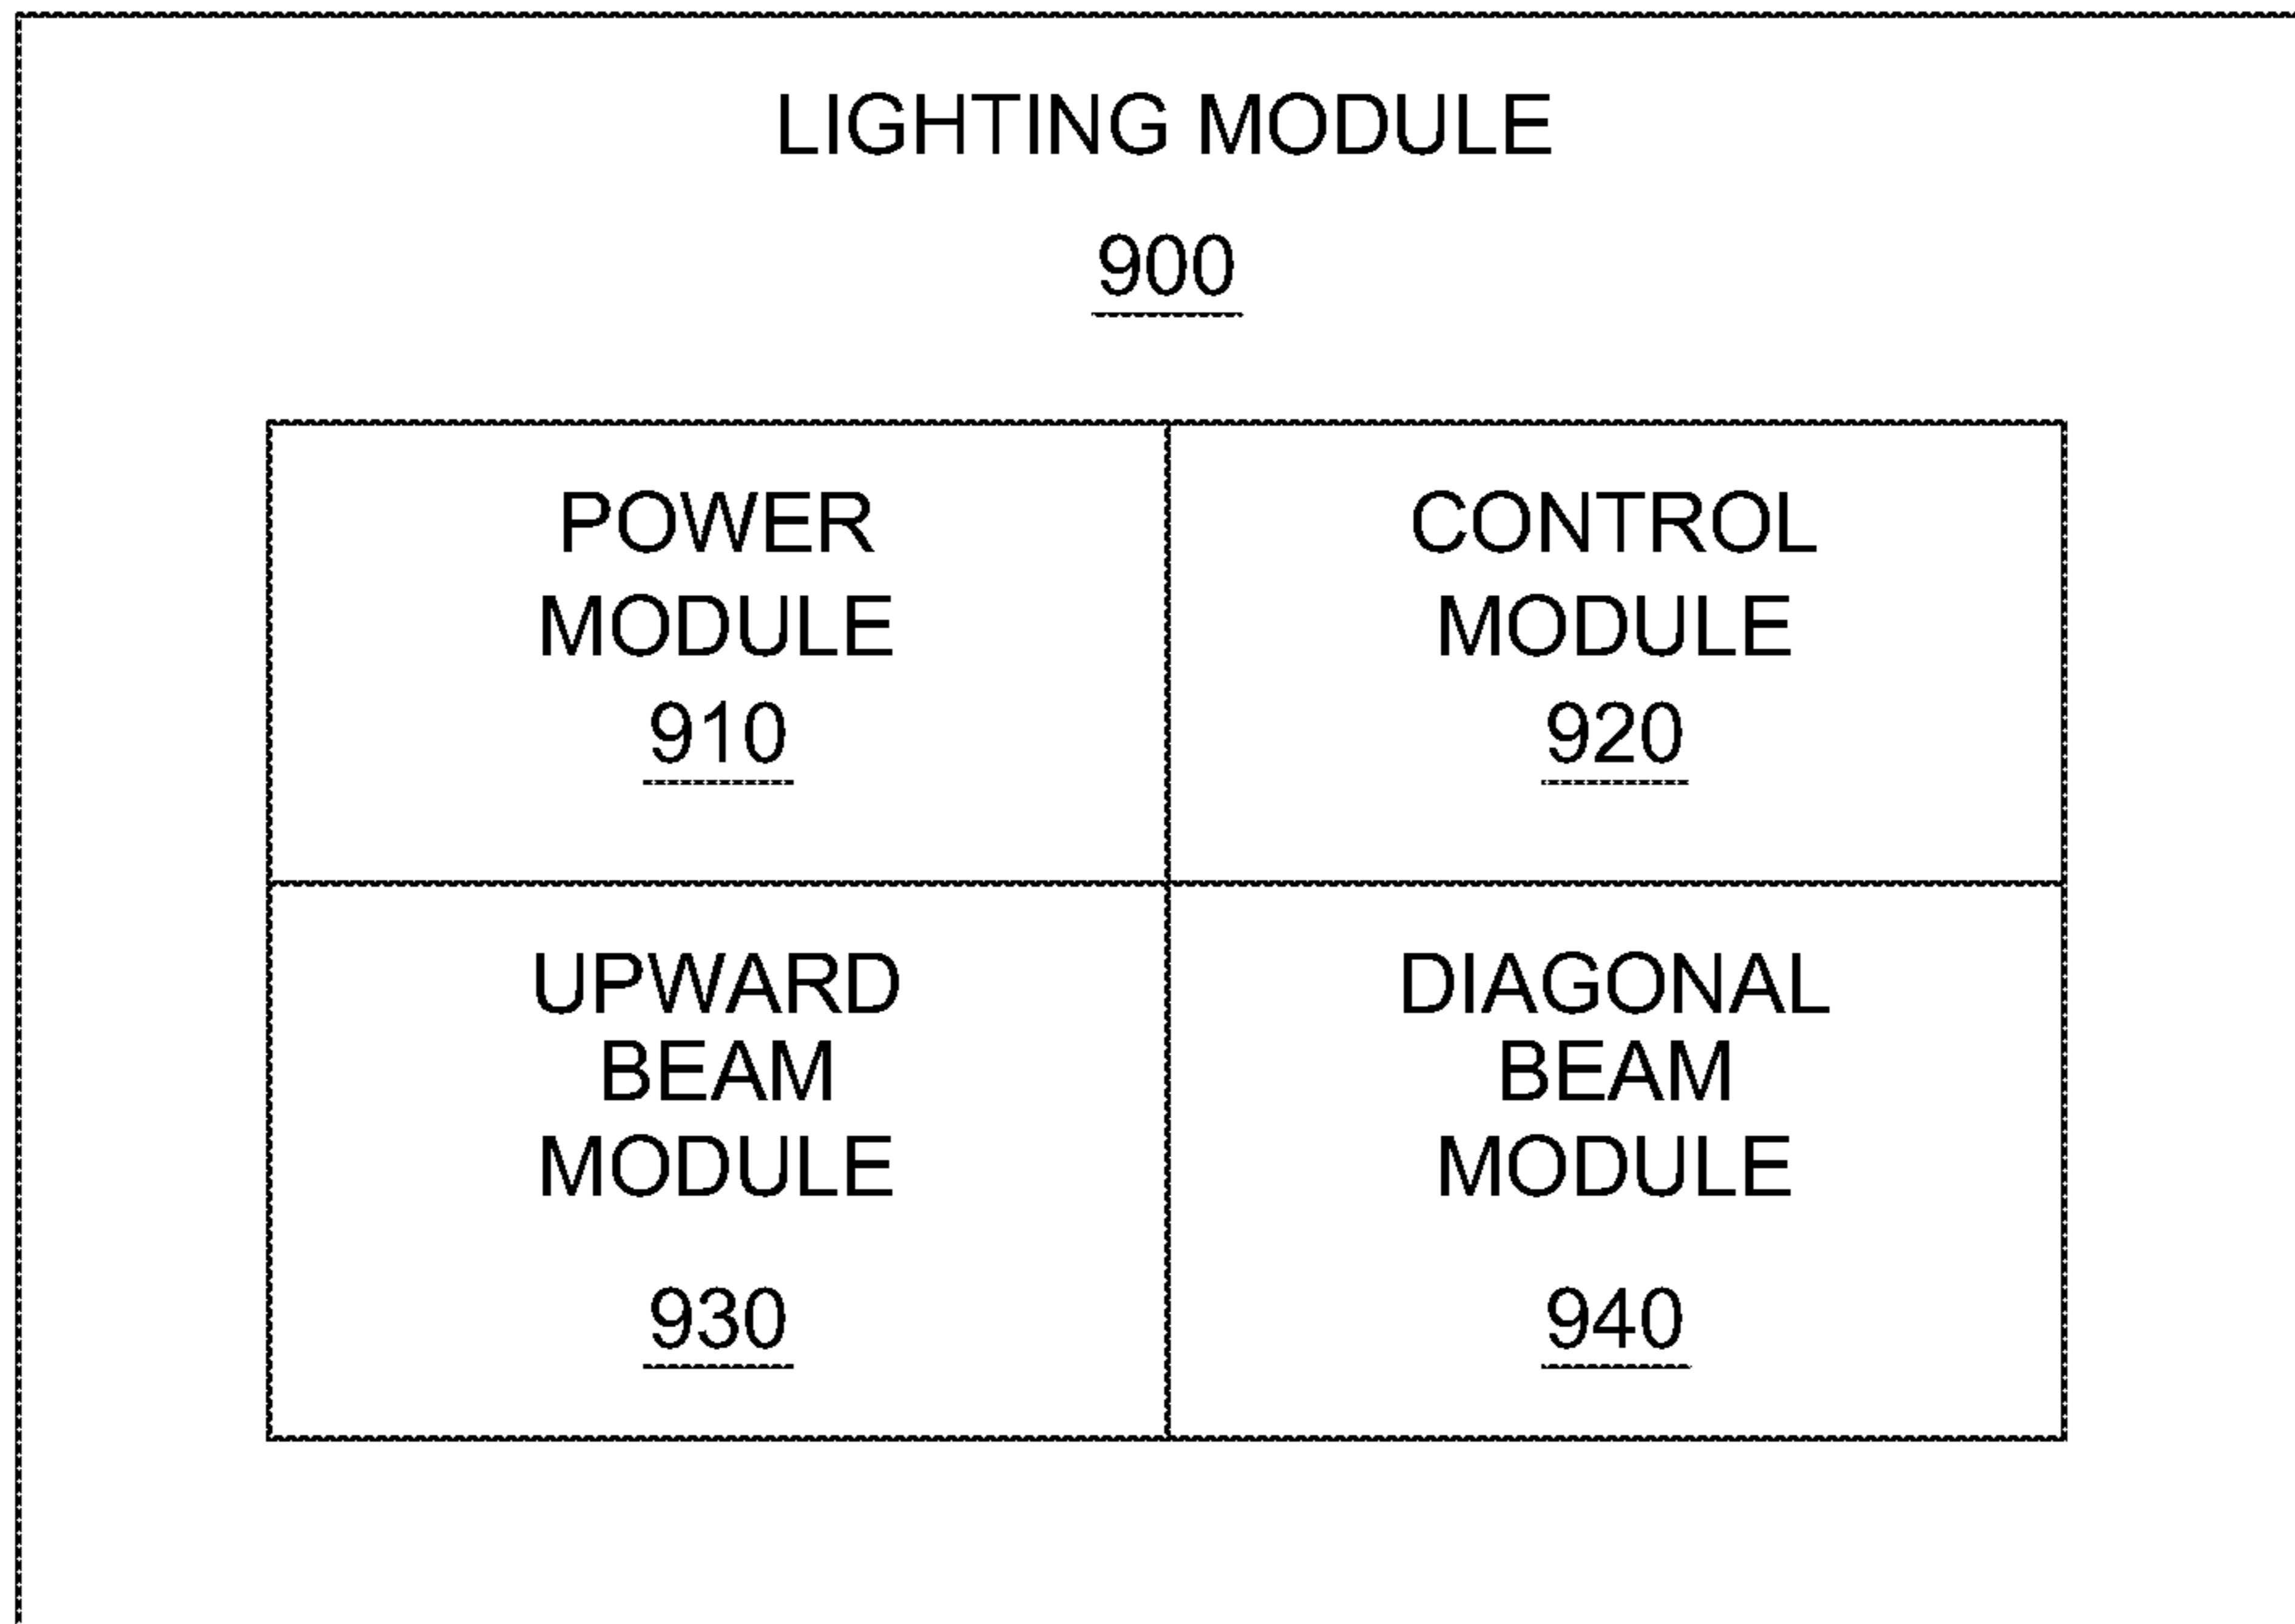 LIGHTING MODULE
900
POWER
MODULE
910
CONTROL
MODULE
920
UPWARD
BEAM
MODULE
930
DIAGONAL
BEAM
MODULE
940